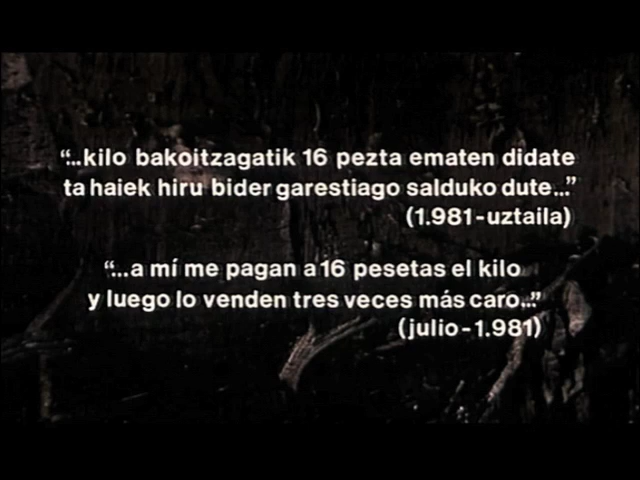 “...kilo bakoitzagatik 16 pezta ematen didate
ta haiek hiru bider garestiago salduko dute...”
(1.981-uztaila)
“...a mí me pagan a 16 pesetas el kilo
y luego lo venden tres veces más caro...”
(julio-1.981)